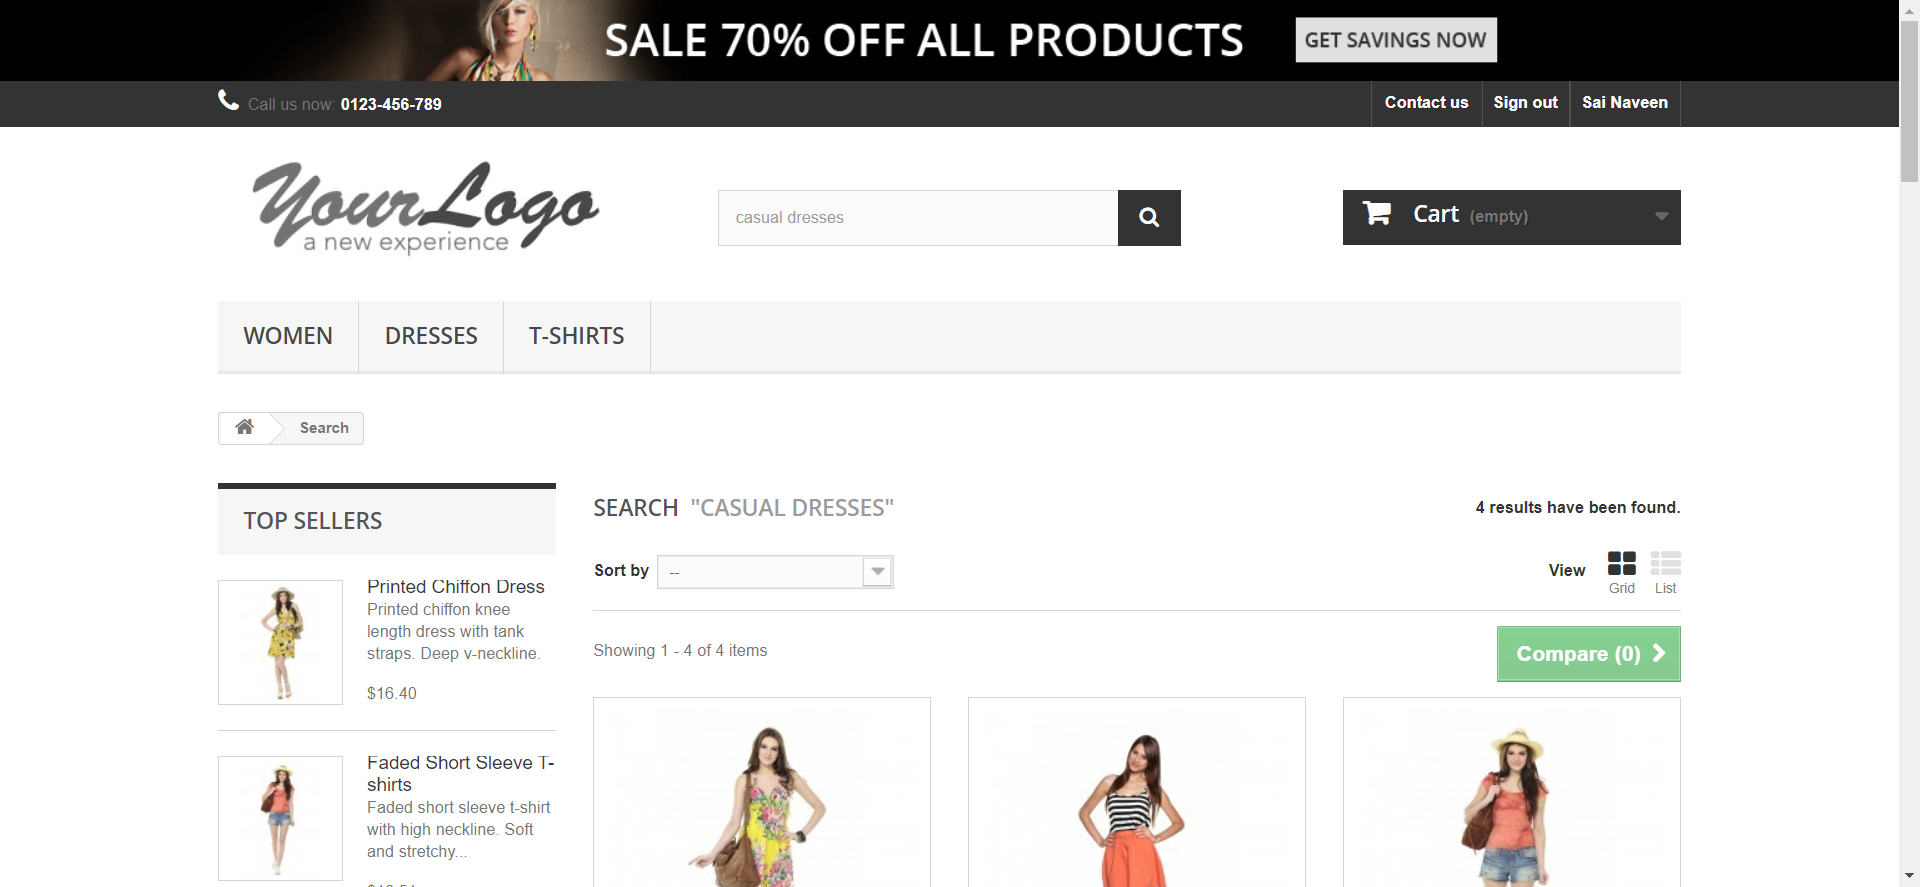 SALE 70% OFF ALL PRODUCTS
GET SAVINGS NOW
Call us now: 0123-456-789
Contact us
Sign out
Sai Naveen
Your Logo
a new experience
casual dresses
Cart (empty)
WOMEN
DRESSES
T-SHIRTS
Search
TOP SELLERS
Printed Chiffon Dress
Printed chiffon knee
length dress with tank
straps. Deep v-neckline.
$16.40
Faded Short Sleeve T-
shirts
Faded short sleeve t-shirt
with high neckline. Soft
and stretchy...
SEARCH "CASUAL DRESSES"
4 results have been found.
Sort by
--
View
Grid
List
Showing 1 - 4 of 4 items
Compare (0)